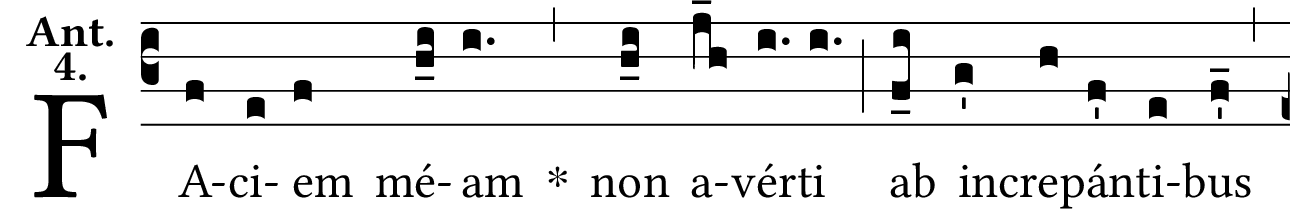 Ant.
4.
FA-ci- em mé- am * non a-vérti ab increpánti-bus